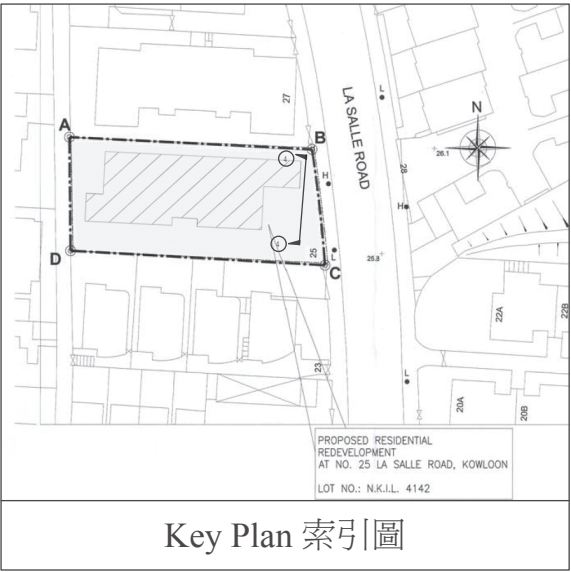 27
LA SALLE ROAD
L
N
A
B
26.1
28
H
H
25
L
25.8
D
C
22A
22B
23
L
20A
20B
PROPOSED RESIDENTIAL
REDEVELOPMENT
AT NO. 25 LA SALLE ROAD, KOWLOON
LOT NO.: N.K.I.L. 4142
Key Plan 索引圖